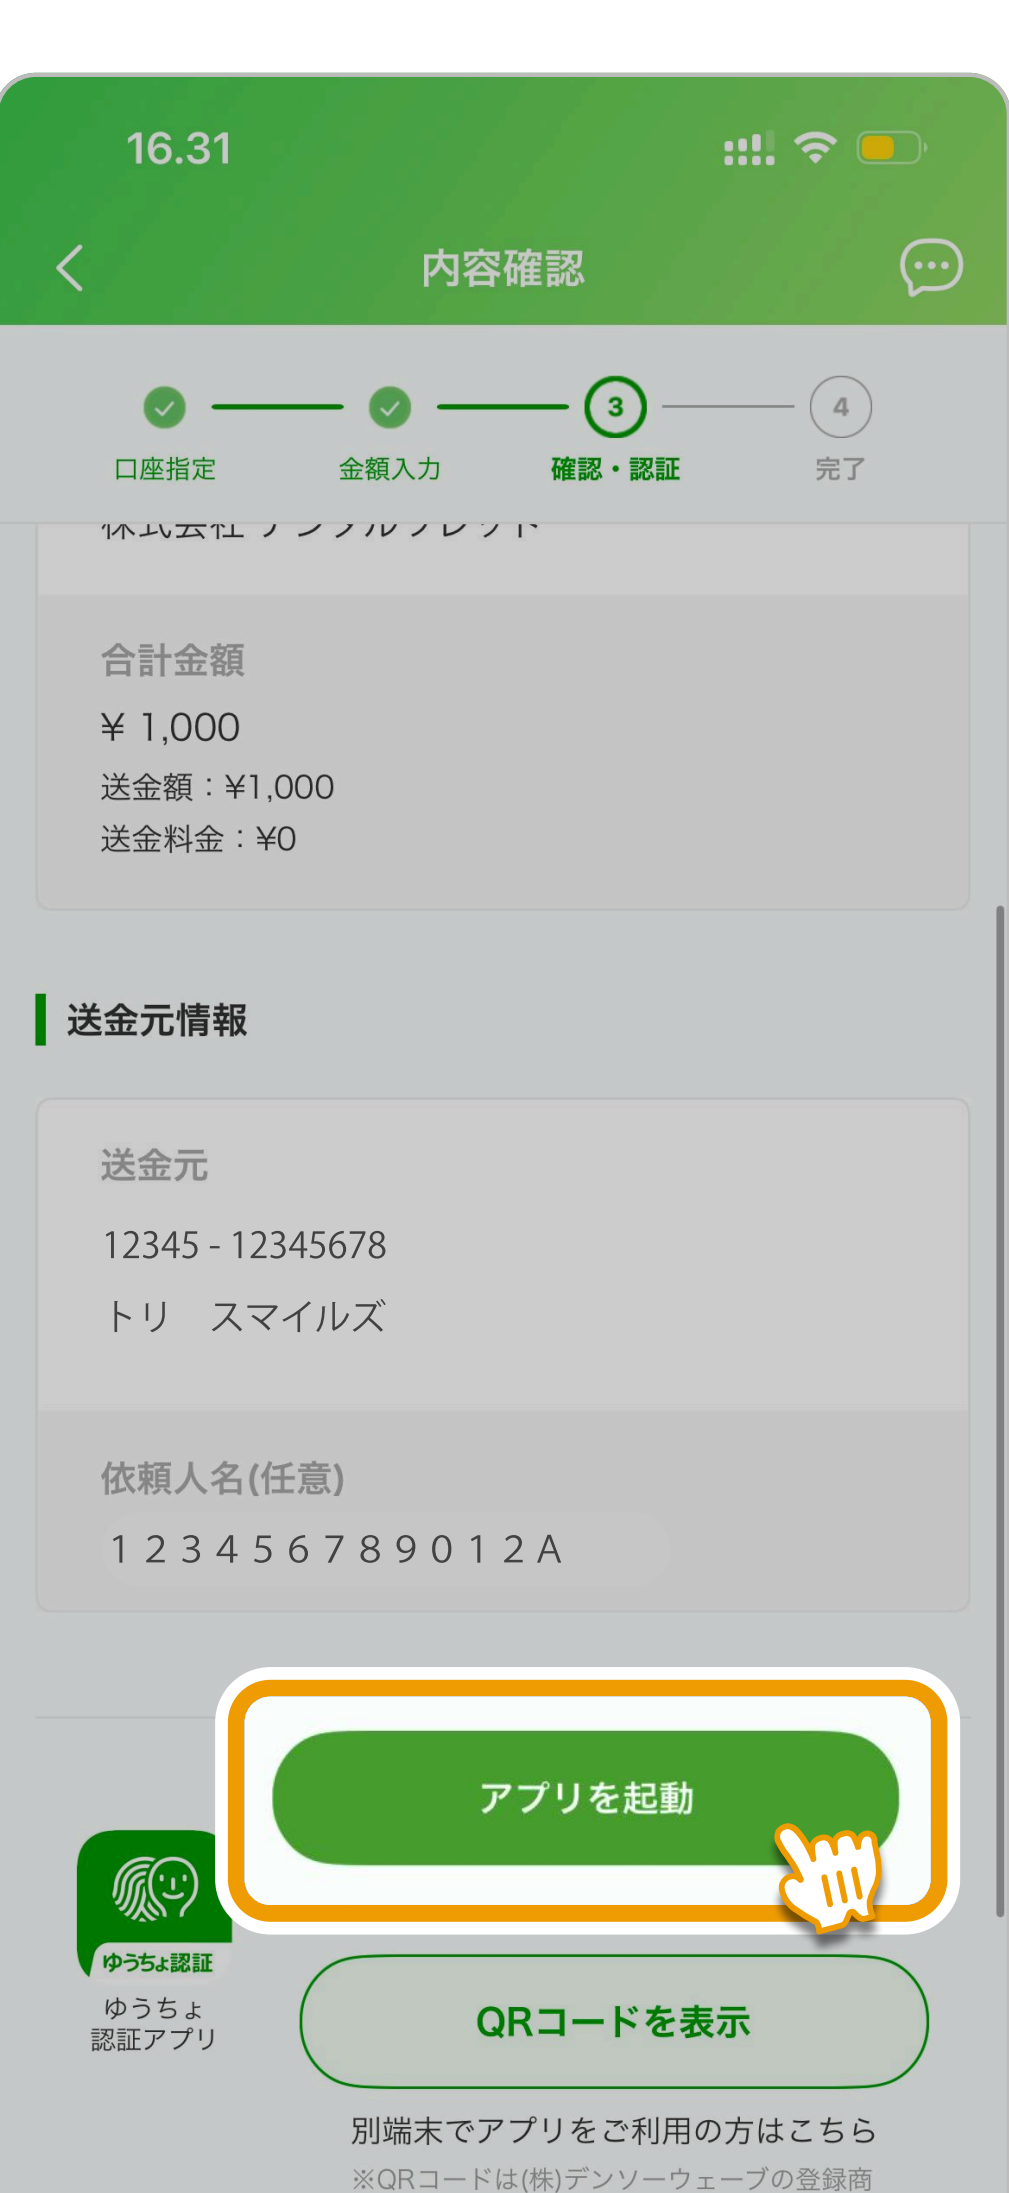 16.31
内容確認
3
4
口座指定
金額入力
確認・認証
完了
株式会社
合計金額
¥ 1,000
送金額：¥1,000
送金料金：¥0
送金元情報
送金元
12345 - 12345678
トリ　スマイルズ
依頼人名(任意)
１２３４５６７８９０１２A
アプリを起動
ゆうちょ認証
ゆうちょ
認証アプリ
QRコードを表示
別端末でアプリをご利用の方はこちら
※QRコードは(株)デンソーウェーブの登録商